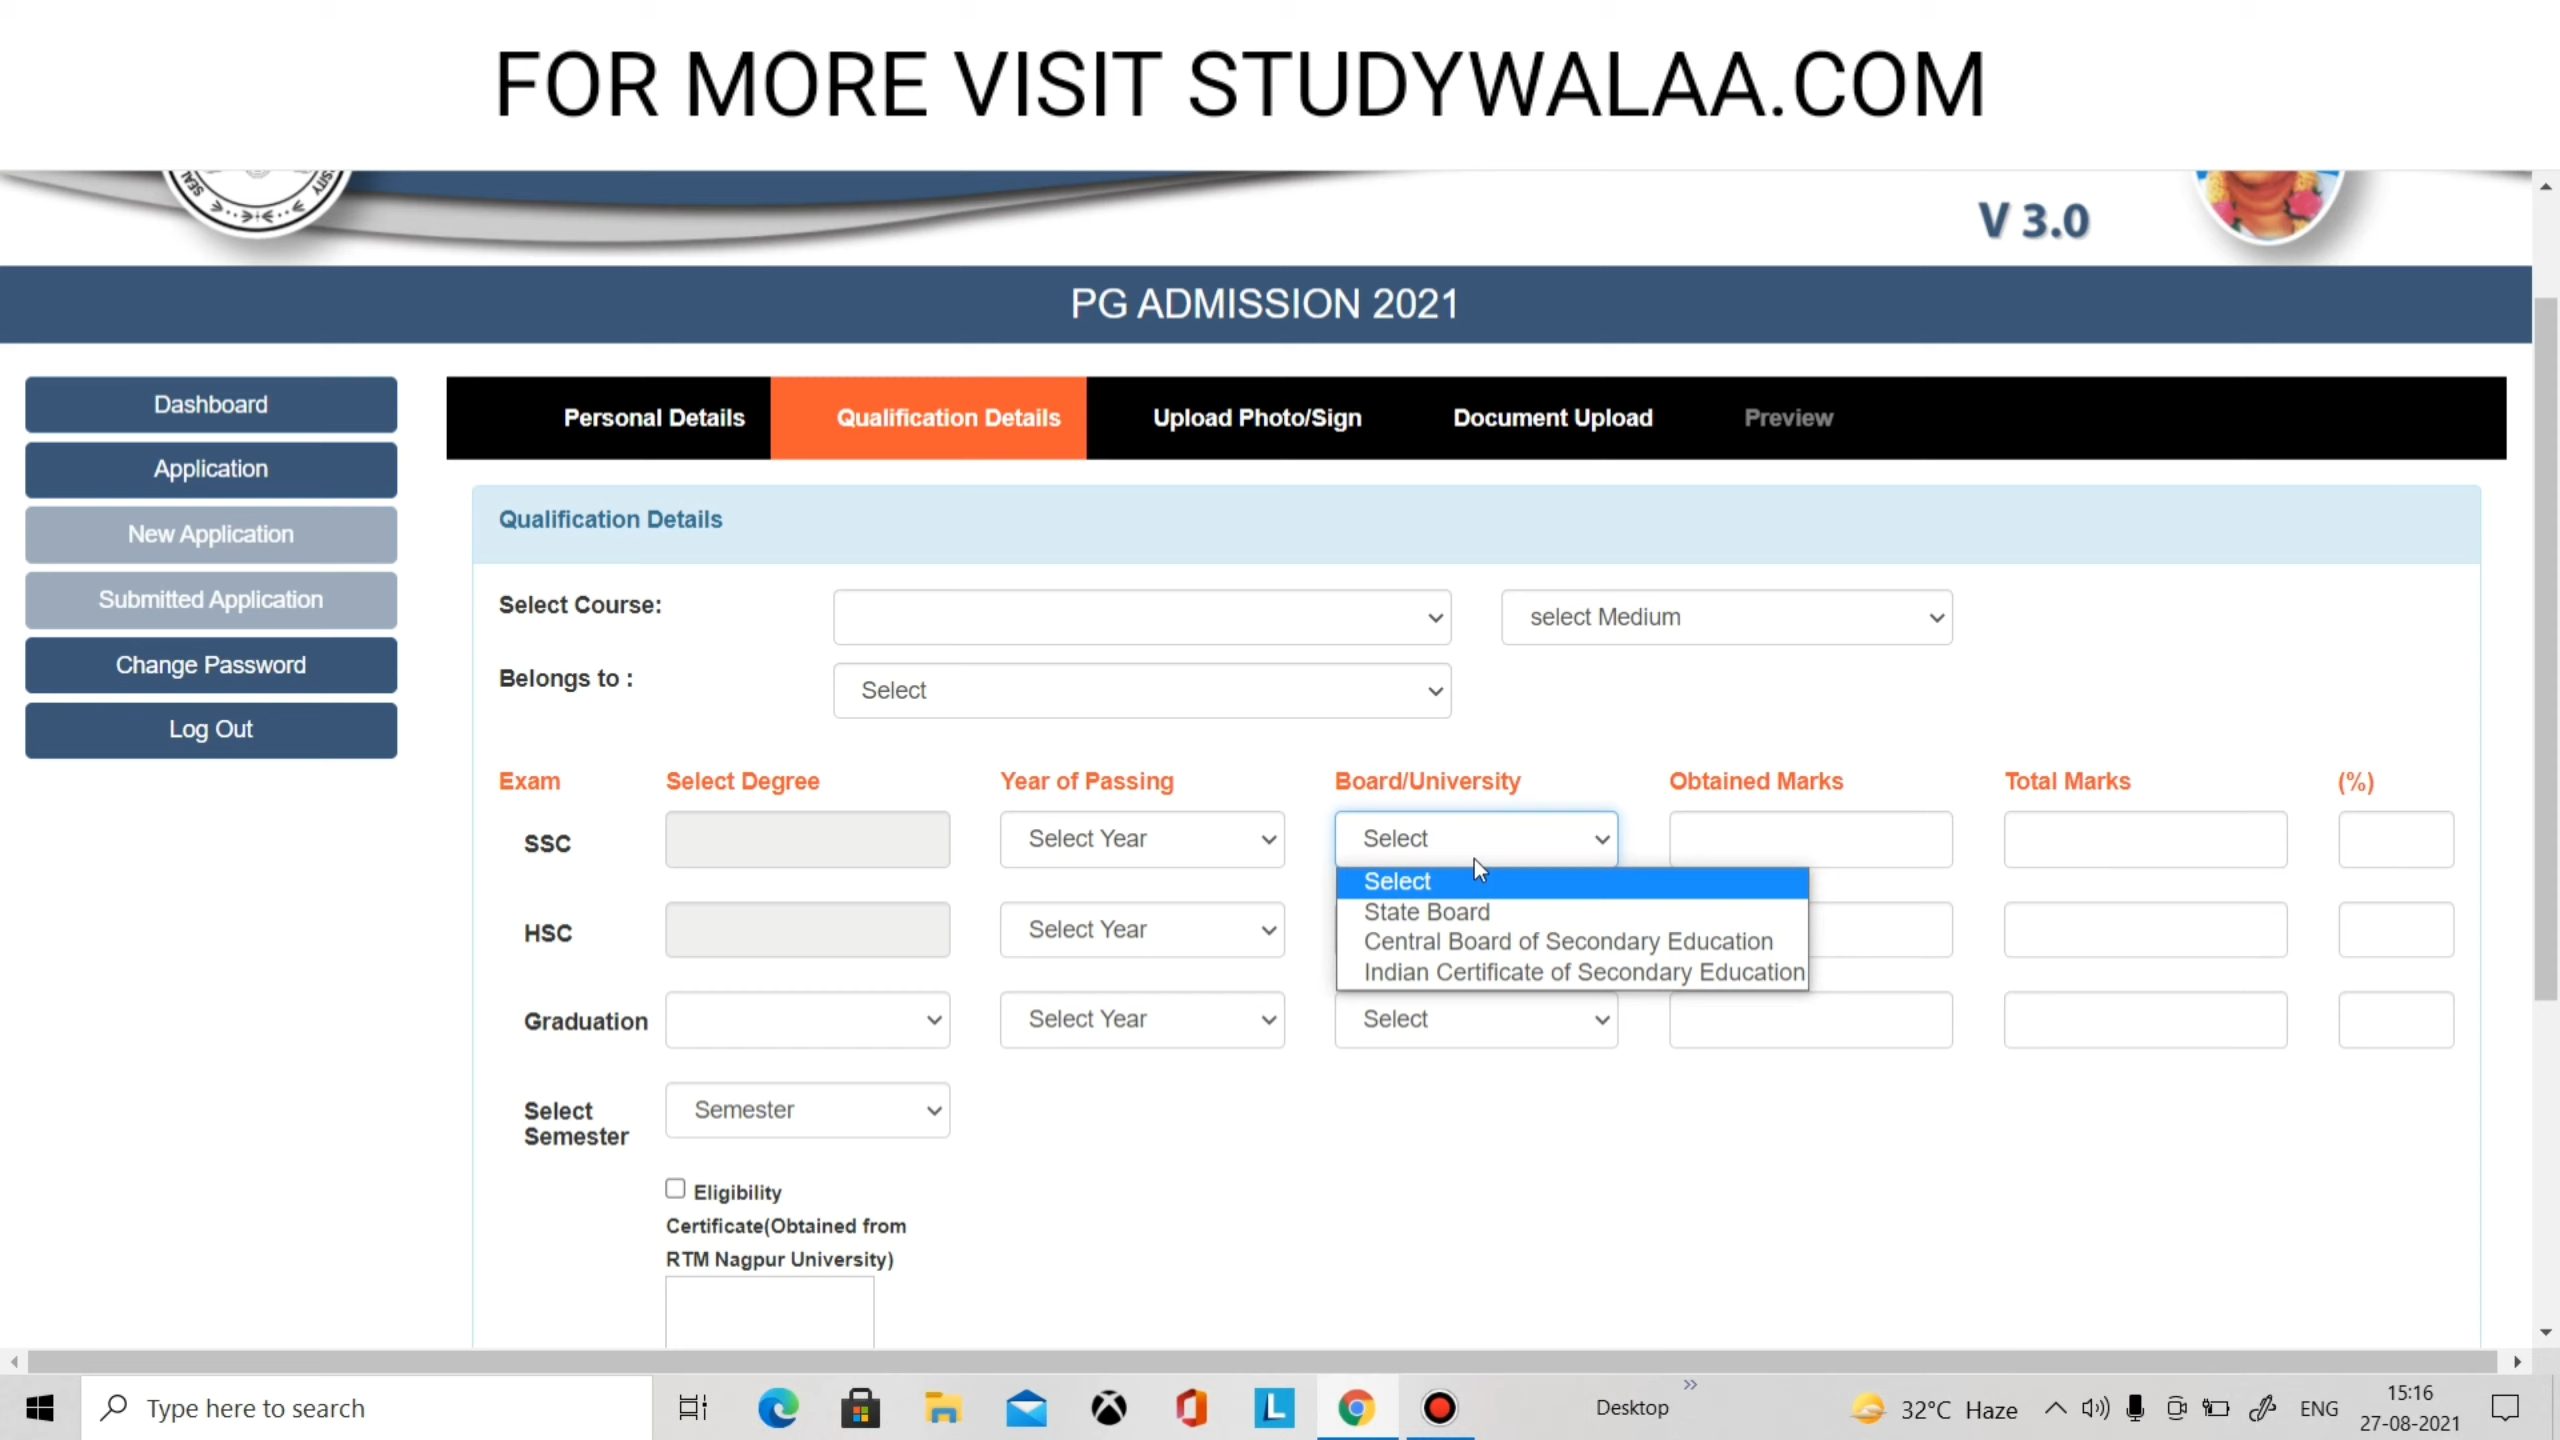 FOR MORE VISIT STUDYWALAA.COM
SEAL
V 3.0
PG ADMISSION 2021
Dashboard
Application
New Application
Submitted Application
Change Password
Log Out
Personal Details
Qualification Details
Upload Photo/Sign
Document Upload
Preview
Qualification Details
Select Course:
select Medium
Belongs to :
Select
Exam
Select Degree
Year of Passing
Board/University
Obtained Marks
Total Marks
(%)
SSC
Select Year
Select
Select
State Board
Central Board of Secondary Education
Indian Certificate of Secondary Education
HSC
Select Year
Graduation
Select Year
Select
Select
Semester
Semester
Eligibility
Certificate(Obtained from
RTM Nagpur University)
Type here to search
Desktop
32°C Haze
ENG
15:16
27-08-2021